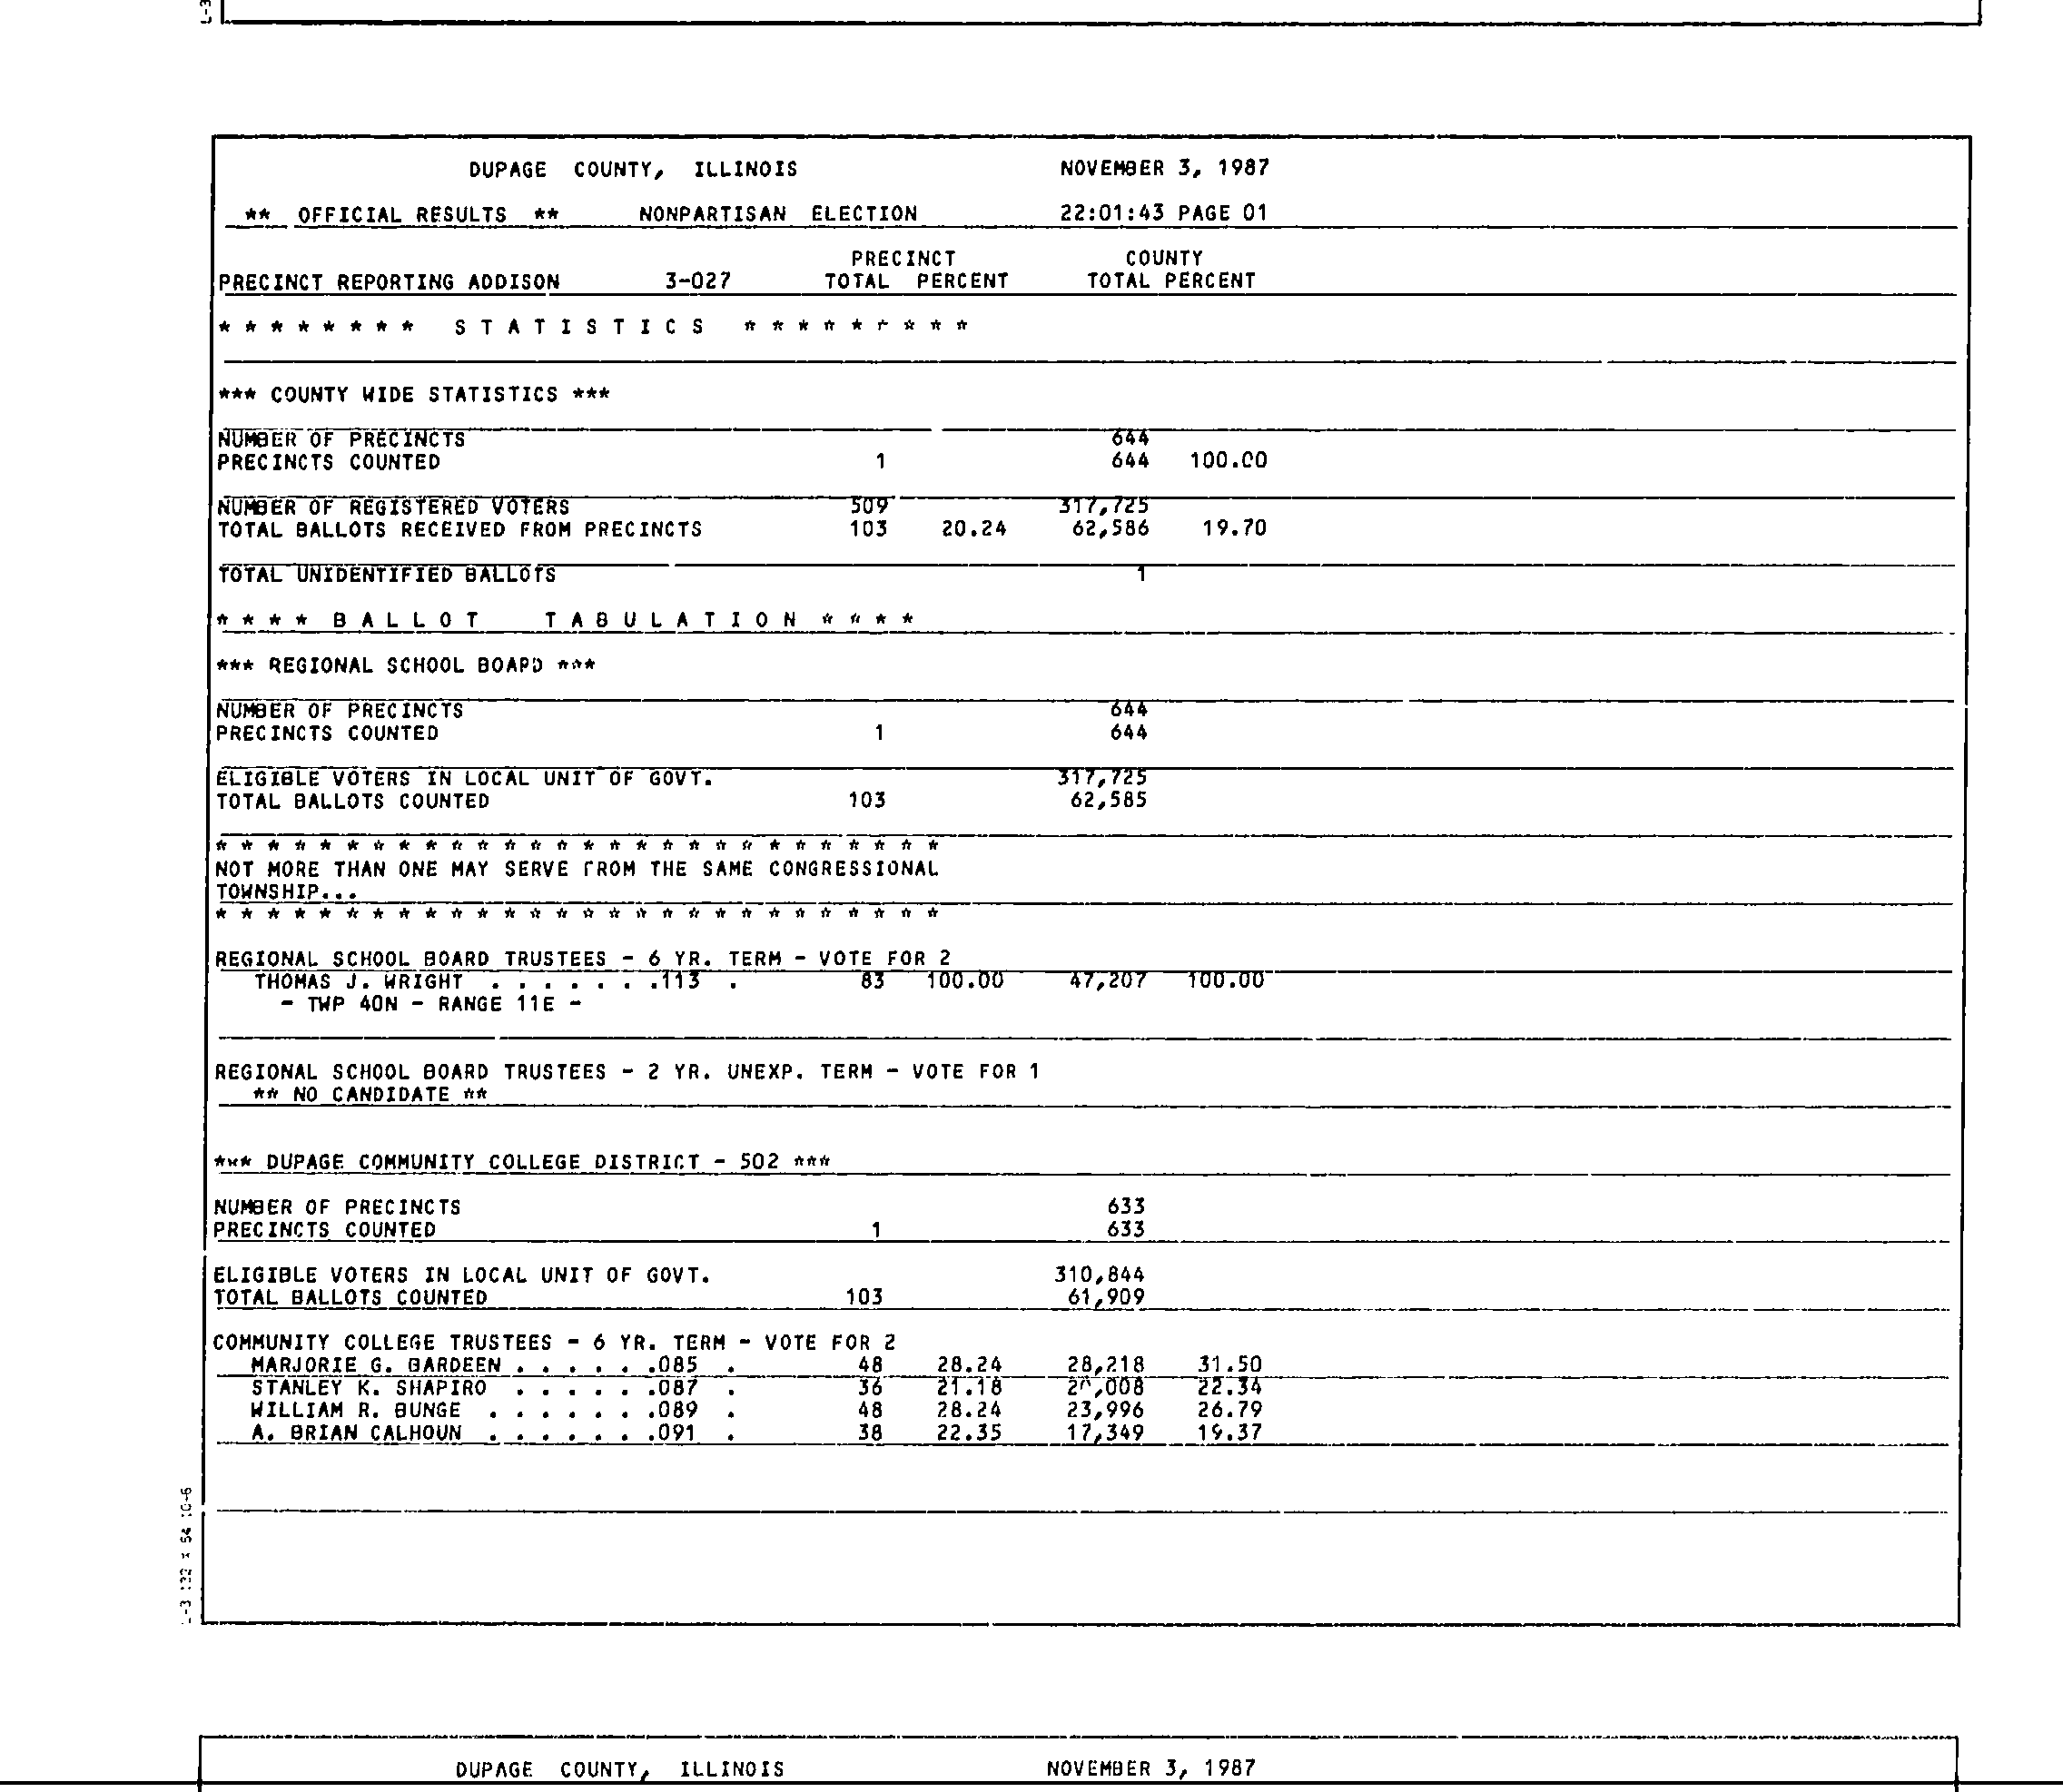 DUPAGE COUNTY, ILLINOIS NOVEMBER 3, 1987
** OFFICIAL RESULTS ** NONPARTISAN ELECTION 22:01:43 PAGE 01
PRECINCT COUNTY
PRECINCT REPORTING ADDISON 3-027 TOTAL PERCENT TOTAL PERCENT
* * * * * * * * S T A T I S T I C S * * * * * * * * *
*** COUNTY WIDE STATISTICS ***
NUMBER OF PRECINCTS 644
PRECINCTS COUNTED 1 644 100.00
NUMBER OF REGISTERED VOTERS 509 317,725
TOTAL BALLOTS RECEIVED FROM PRECINCTS 103 20.24 62,586 19.70
TOTAL UNIDENTIFIED BALLOTS 1
* * * * B A L L O T T A B U L A T I O N * * * *
*** REGIONAL SCHOOL BOARD ***
NUMBER OF PRECINCTS 644
PRECINCTS COUNTED 1 644
ELIGIBLE VOTERS IN LOCAL UNIT OF GOVT. 317,725
TOTAL BALLOTS COUNTED 103 62,585
* * * * * * * * * * * * * * * * * * * * * * * * * * * *
NOT MORE THAN ONE MAY SERVE FROM THE SAME CONGRESSIONAL
TOWNSHIP...
* * * * * * * * * * * * * * * * * * * * * * * * * * * *
REGIONAL SCHOOL BOARD TRUSTEES - 6 YR. TERM - VOTE FOR 2
THOMAS J. WRIGHT . . . . . . .113 . 83 100.00 47,207 100.00
- TWP 40N - RANGE 11E -
REGIONAL SCHOOL BOARD TRUSTEES - 2 YR. UNEXP. TERM - VOTE FOR 1
** NO CANDIDATE **
*** DUPAGE COMMUNITY COLLEGE DISTRICT - 502 ***
NUMBER OF PRECINCTS 633
PRECINCTS COUNTED 1 633
ELIGIBLE VOTERS IN LOCAL UNIT OF GOVT. 310,844
TOTAL BALLOTS COUNTED 103 61,909
COMMUNITY COLLEGE TRUSTEES - 6 YR. TERM - VOTE FOR 2
MARJORIE G. BARDEEN . . . . . .085 . 48 28.24 28,218 31.50
STANLEY K. SHAPIRO . . . . . .087 . 36 21.18 22.34
WILLIAM R. BUNGE . . . . . . .089 . 48 28.24 23,996 26.79
A. BRIAN CALHOUN . . . . . . .091 . 38 22.35 17,349 19.37
DUPAGE COUNTY, ILLINOIS NOVEMBER 3, 1987